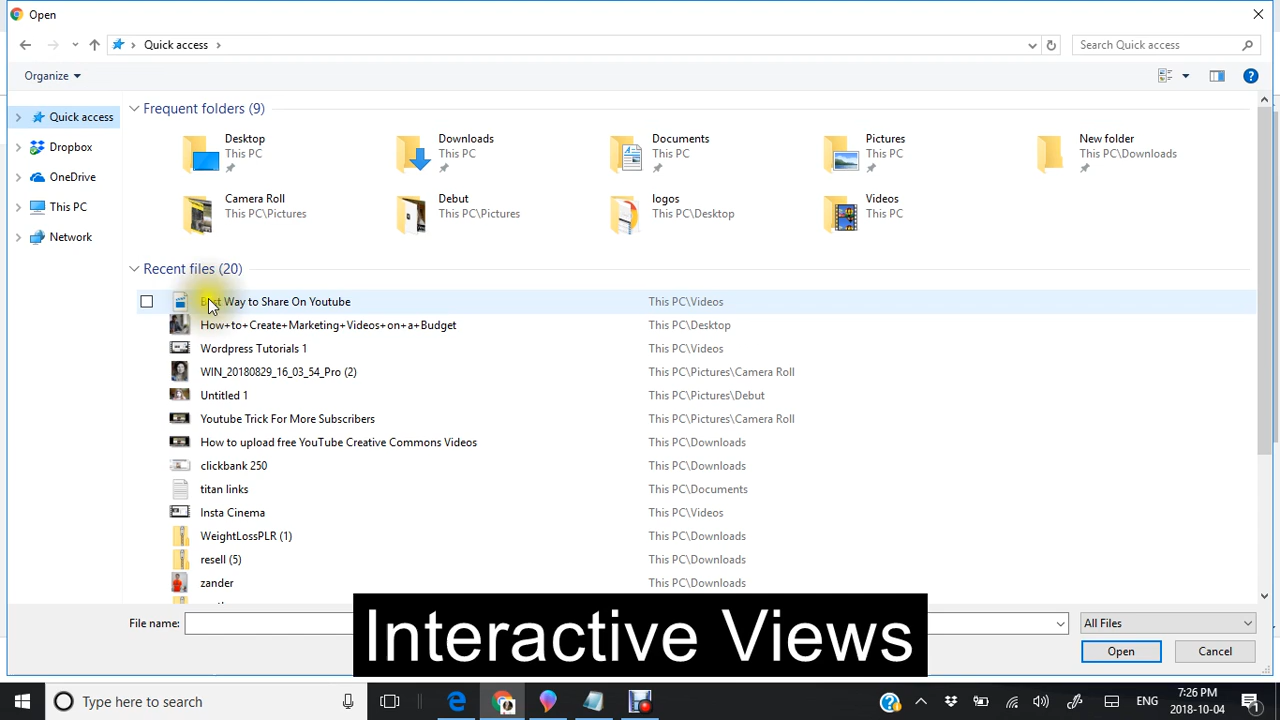 Open
Quick access
Search Quick access
Organize
Quick access
Dropbox
OneDrive
This PC
Network
Frequent folders (9)
Desktop
This PC
Downloads
This PC
Documents
This PC
Pictures
This PC
New folder
This PC\Downloads
Camera Roll
This PC\Pictures
Debut
This PC\Pictures
logos
This PC\Desktop
Videos
This PC
Recent files (20)
Way to Share On Youtube This PC\Videos
How+to+Create+Marketing+Videos+on+a+Budget This PC\Desktop
Wordpress Tutorials 1 This PC\Videos
WIN_20180829_16_03_54_Pro (2) This PC\Pictures\Camera Roll
Untitled 1 This PC\Pictures\Debut
Youtube Trick For More Subscribers This PC\Pictures\Camera Roll
How to upload free YouTube Creative Commons Videos This PC\Downloads
clickbank 250 This PC\Downloads
titan links This PC\Documents
Insta Cinema This PC\Videos
WeightLossPLR (1) This PC\Downloads
resell (5) This PC\Downloads
zander This PC\Downloads
File name:
All Files
Interactive Views
Open
Cancel
Type here to search
ENG
7:26 PM
2018-10-04
1